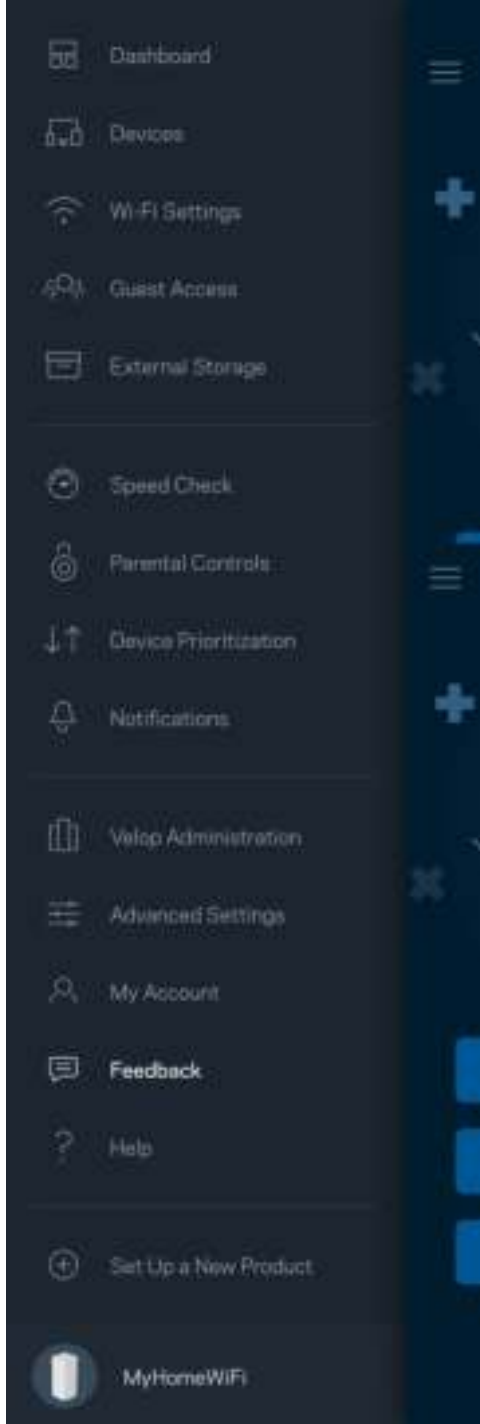 Dashboard
Devices
Wi-Fi Settings
Guest Access
External Storage
Speed Check
Parental Controls
Device Prioritization
Notifications
Velop Administration
Advanced Settings
My Account
Feedback
Help
Set Up a New Product
MyHomeWiFi